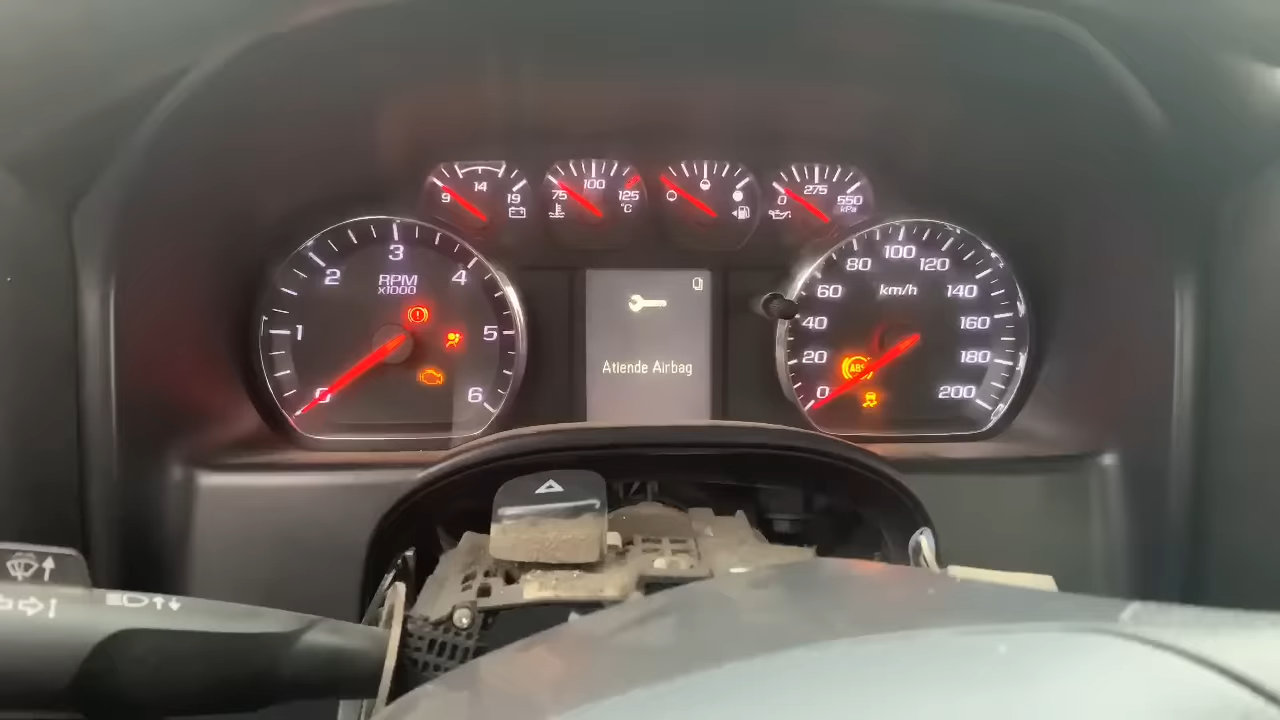 9 14 19
75 100 125
°C
0 275 550
kPa
0 1 2 3 4 5 6
RPM
x1000
Atiende Airbag
0 20 40 60 80 100 120 140 160 180 200
km/h
ABS